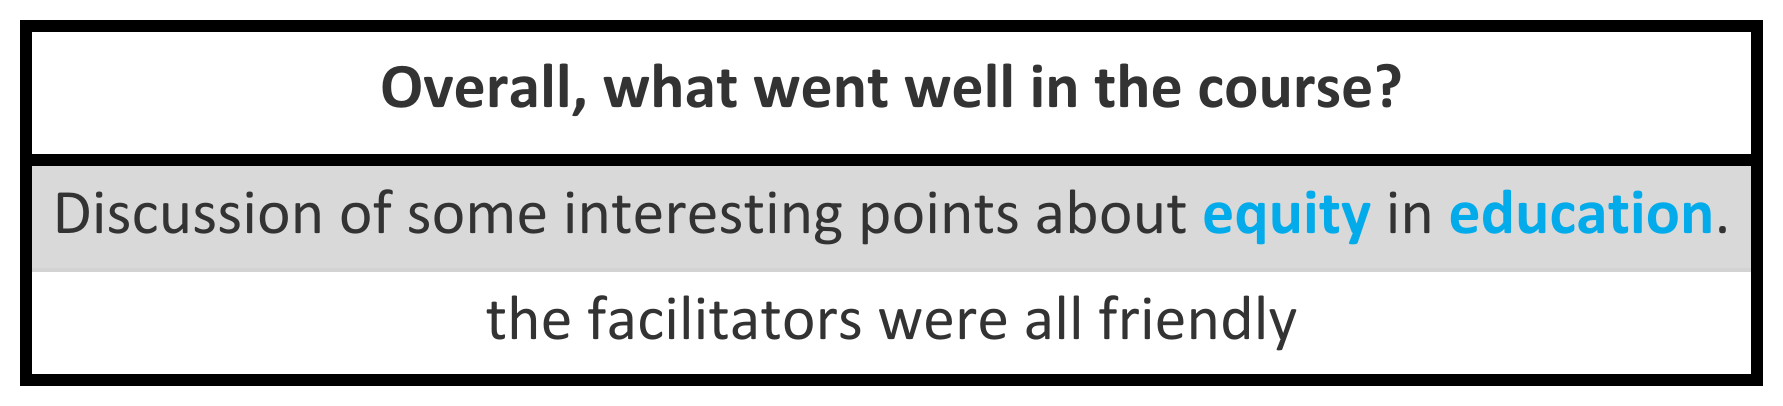 Overall, what went well in the course?
Discussion of some interesting points about equity in education.
the facilitators were all friendly